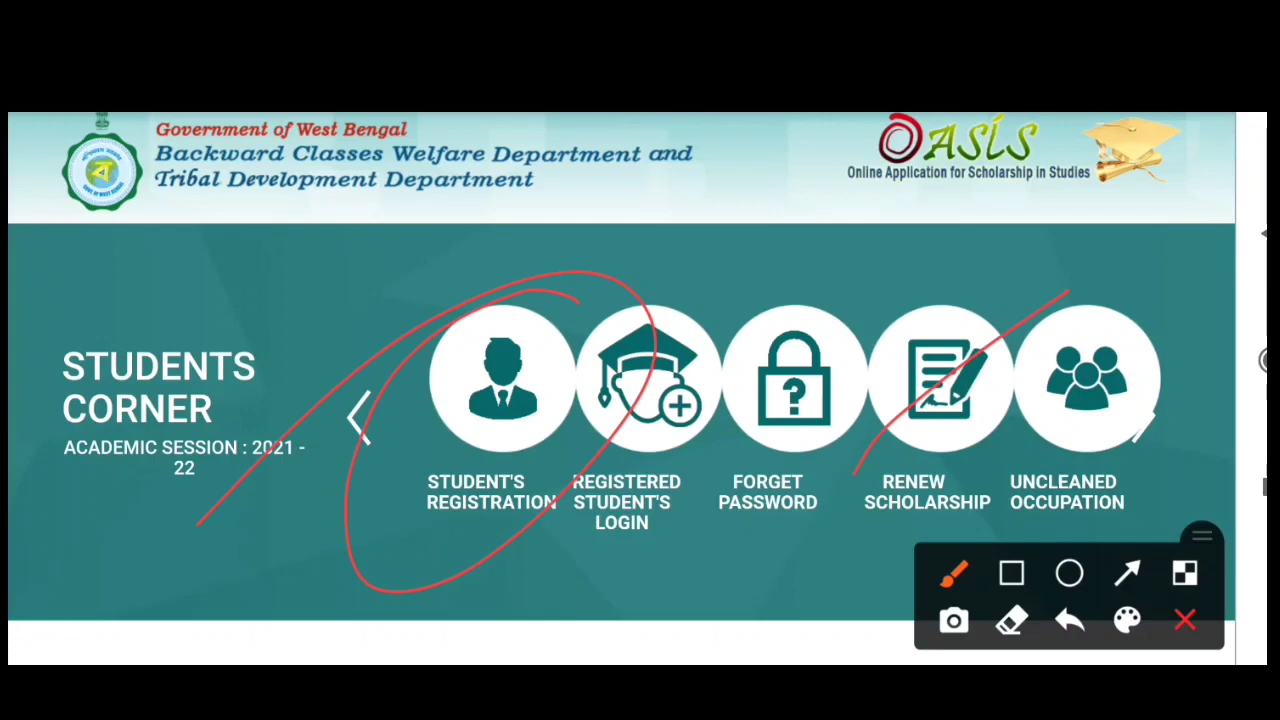 Government of West Bengal
Backward Classes Welfare Department and
Tribal Development Department
OASIS
Online Application for Scholarship in Studies
STUDENTS
CORNER
ACADEMIC SESSION : 2021 -
22
STUDENT'S
REGISTRATION
REGISTERED
STUDENT'S
LOGIN
FORGET
PASSWORD
RENEW
SCHOLARSHIP
UNCLEANED
OCCUPATION